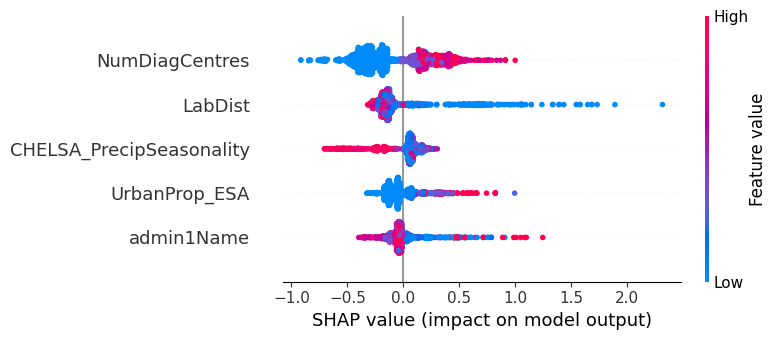 High
NumDiagCentres
LabDist
CHELSA_PrecipSeasonality
UrbanProp_ESA
admin1Name
Feature value
Low
−1.0 −0.5 0.0 0.5 1.0 1.5 2.0
SHAP value (impact on model output)